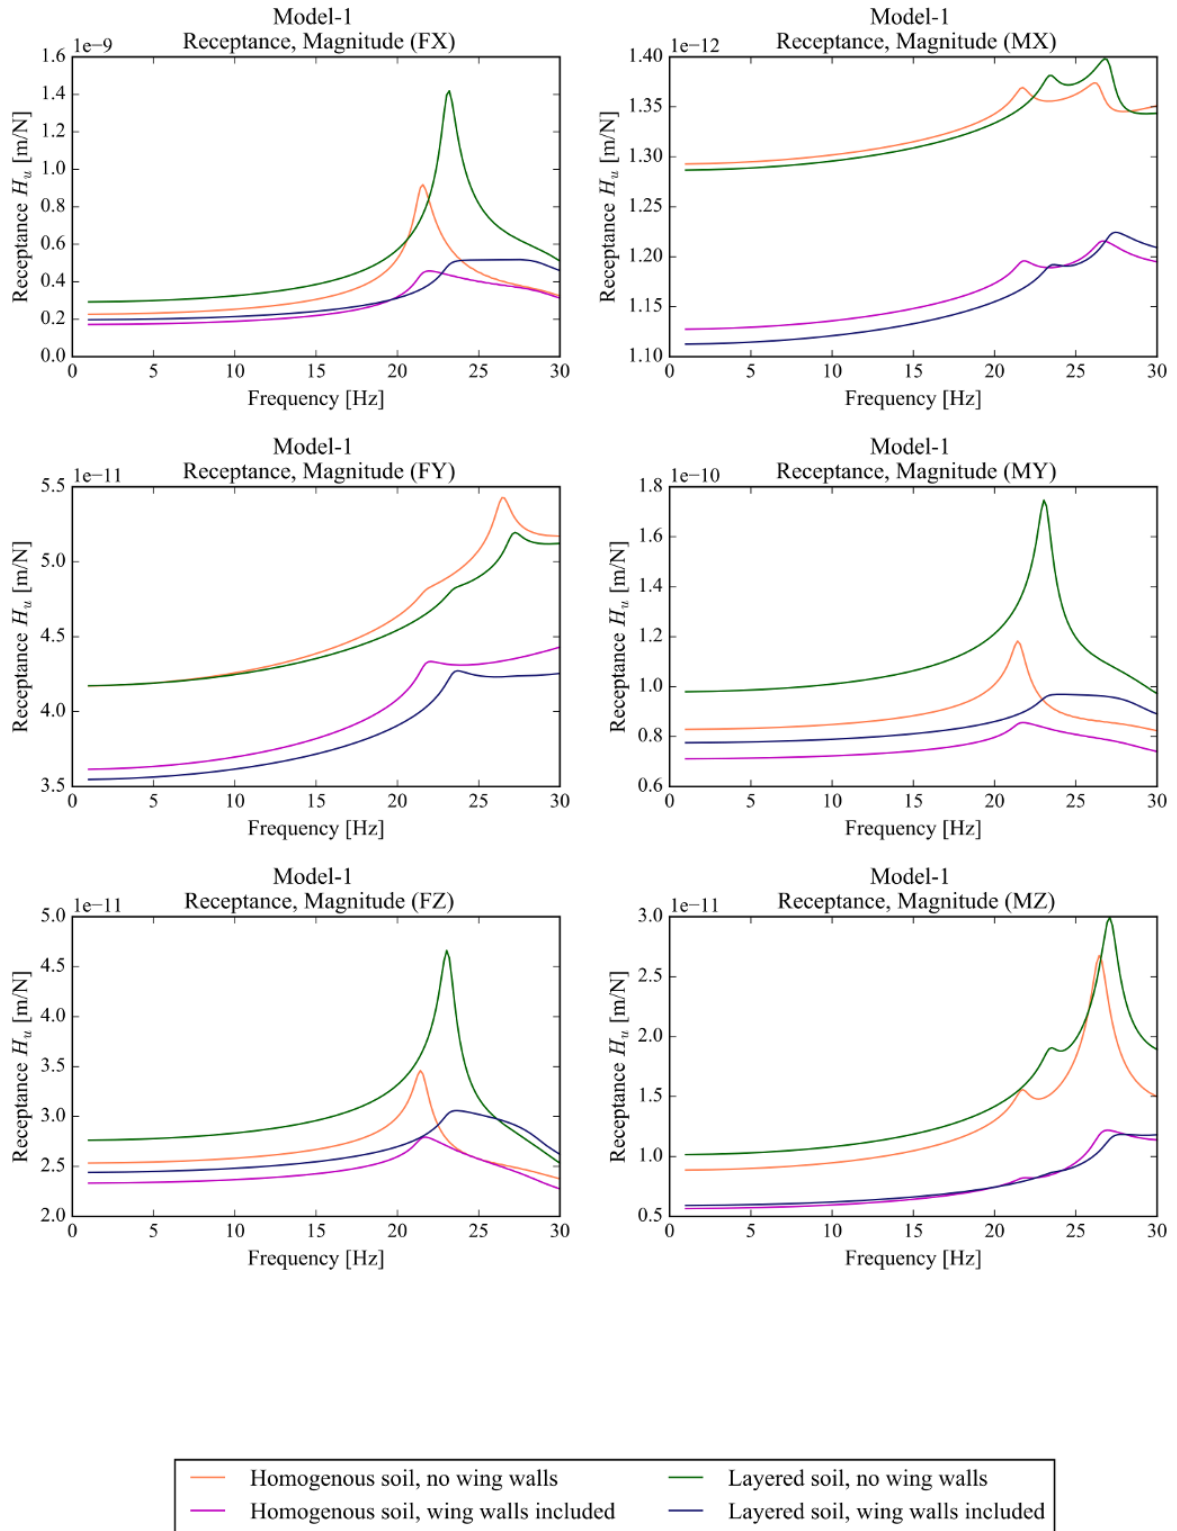 Model-1
Receptance, Magnitude (FX)
1e−9
1.6
1.4
1.2
1.0
0.8
0.6
0.4
0.2
0.0
0 5 10 15 20 25 30
Receptance H_u [m/N]
Frequency [Hz]
Model-1
Receptance, Magnitude (MX)
1e−12
1.40
1.35
1.30
1.25
1.20
1.15
1.10
0 5 10 15 20 25 30
Receptance H_u [m/N]
Frequency [Hz]
Model-1
Receptance, Magnitude (FY)
1e−11
5.5
5.0
4.5
4.0
3.5
0 5 10 15 20 25 30
Receptance H_u [m/N]
Frequency [Hz]
Model-1
Receptance, Magnitude (MY)
1e−10
1.8
1.6
1.4
1.2
1.0
0.8
0.6
0 5 10 15 20 25 30
Receptance H_u [m/N]
Frequency [Hz]
Model-1
Receptance, Magnitude (FZ)
1e−11
5.0
4.5
4.0
3.5
3.0
2.5
2.0
0 5 10 15 20 25 30
Receptance H_u [m/N]
Frequency [Hz]
Model-1
Receptance, Magnitude (MZ)
1e−11
3.0
2.5
2.0
1.5
1.0
0.5
0 5 10 15 20 25 30
Receptance H_u [m/N]
Frequency [Hz]
Homogenous soil, no wing walls
Homogenous soil, wing walls included
Layered soil, no wing walls
Layered soil, wing walls included